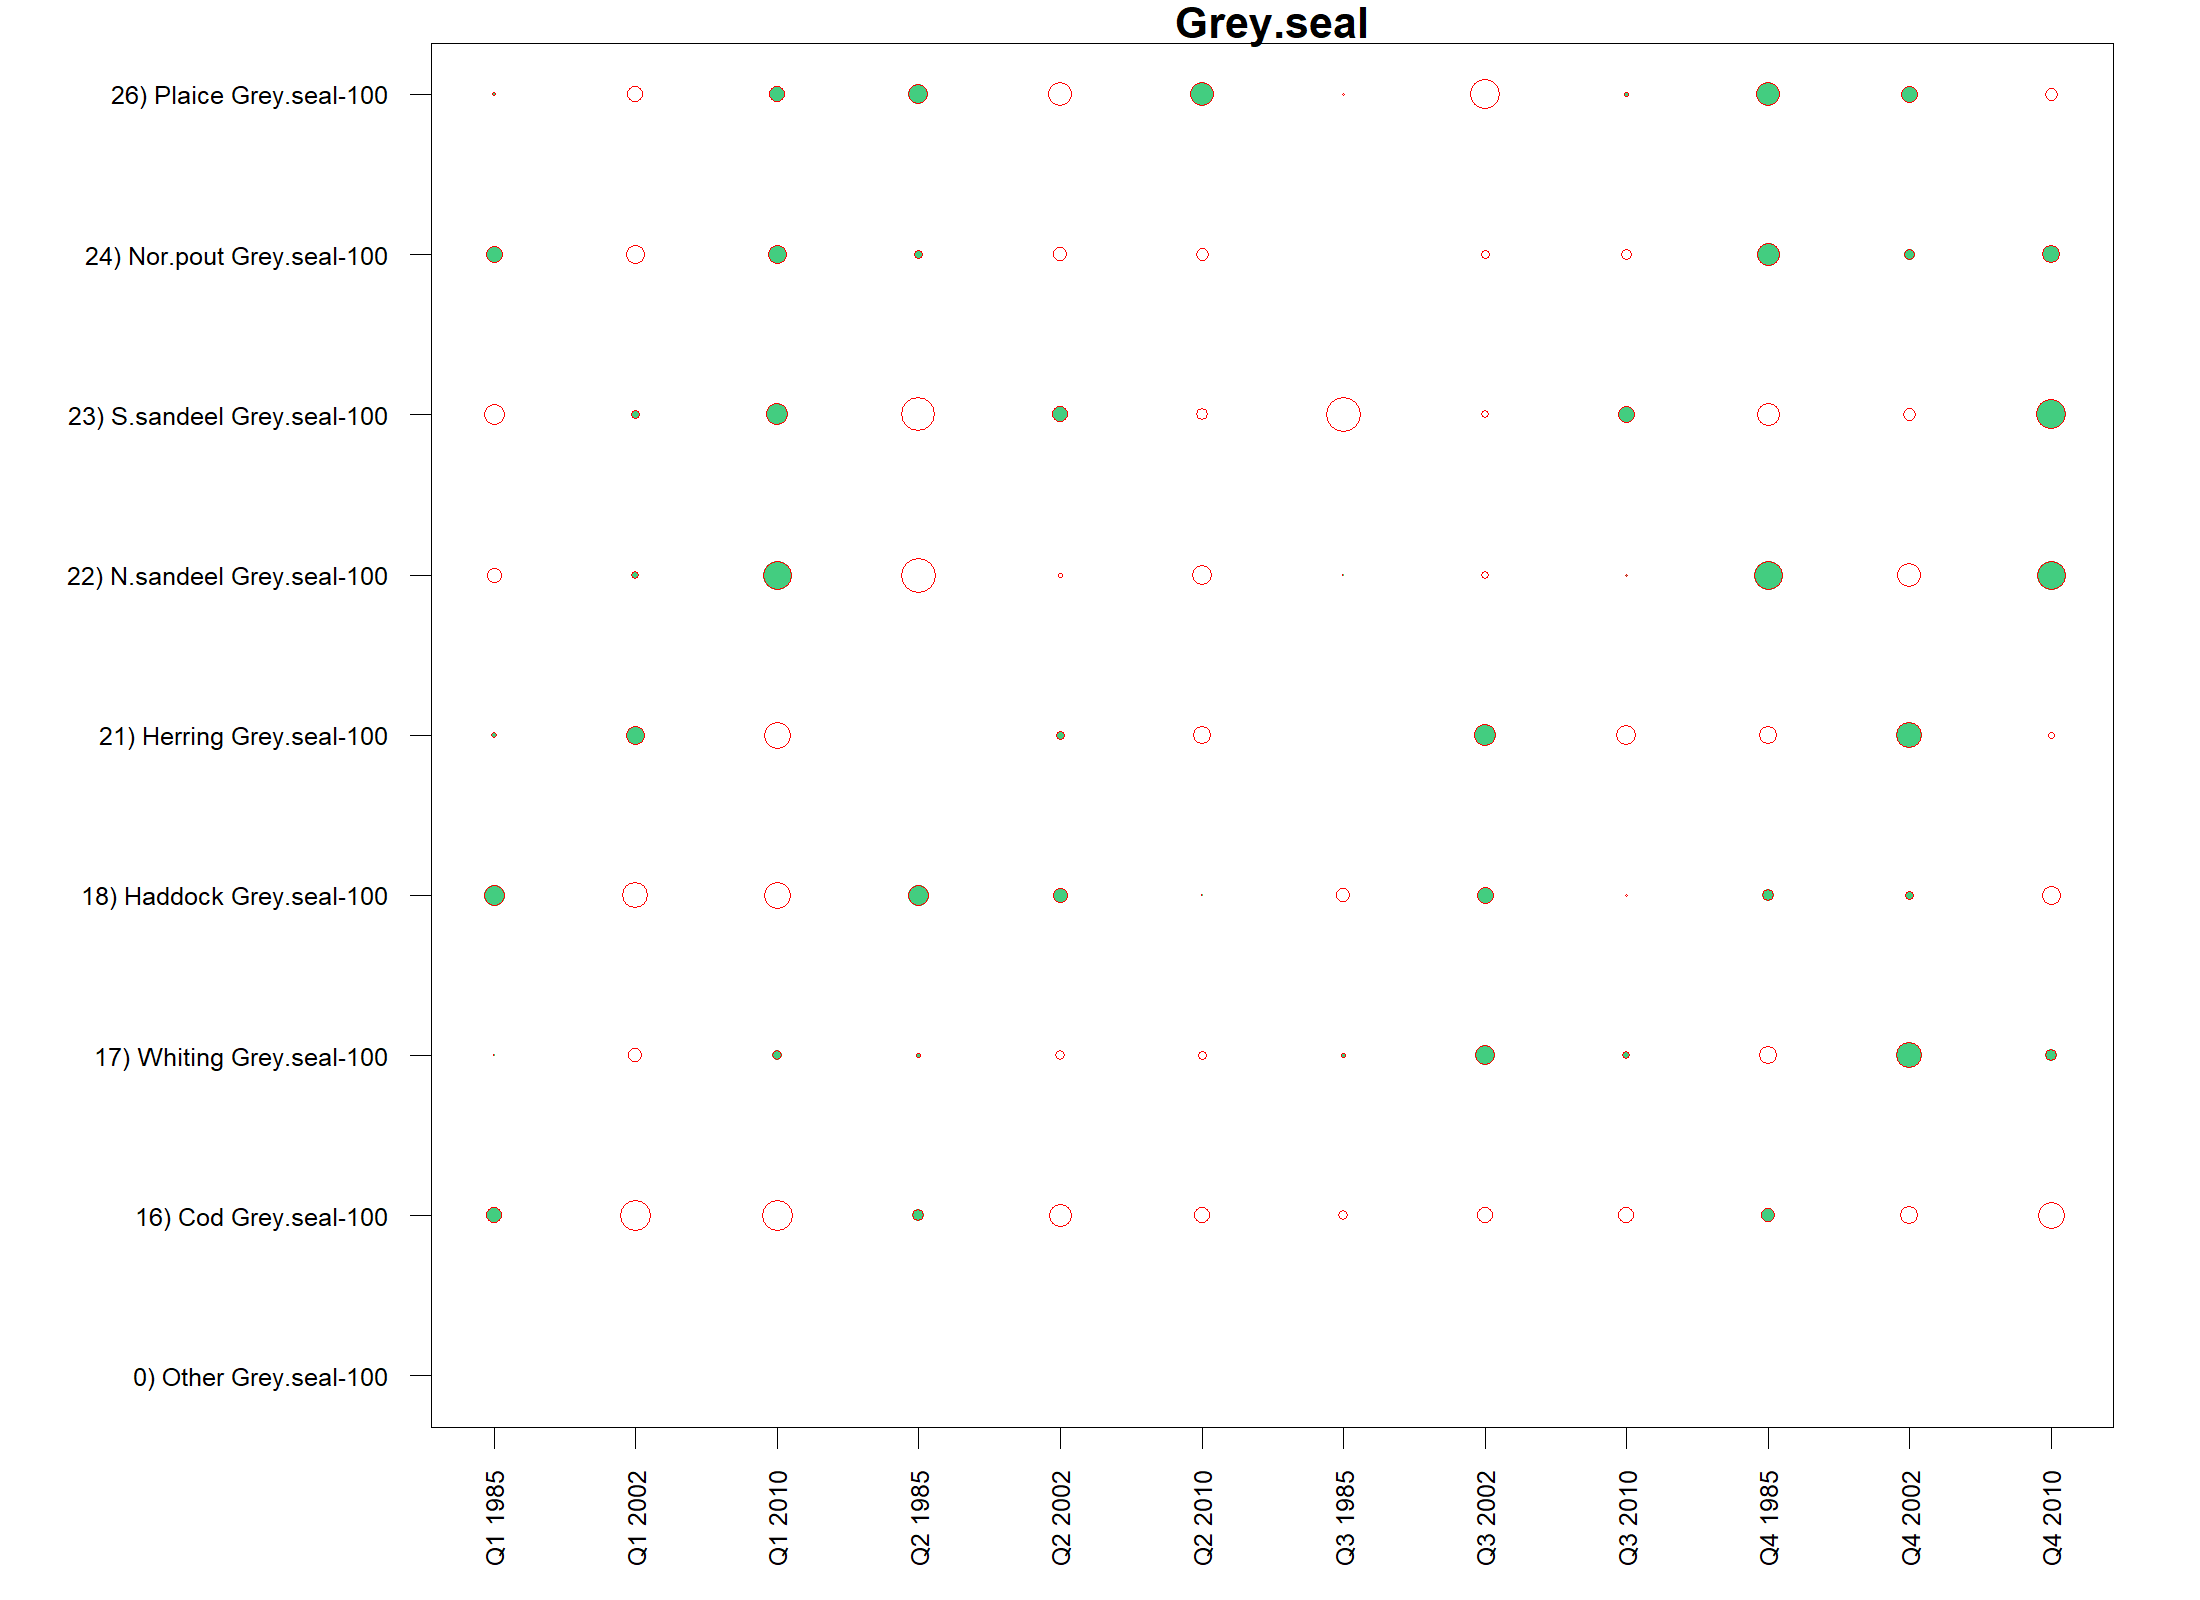 Grey.seal
26) Plaice Grey.seal-100
24) Nor.pout Grey.seal-100
23) S.sandeel Grey.seal-100
22) N.sandeel Grey.seal-100
21) Herring Grey.seal-100
18) Haddock Grey.seal-100
17) Whiting Grey.seal-100
16) Cod Grey.seal-100
0) Other Grey.seal-100
Q1 1985
Q1 2002
Q1 2010
Q2 1985
Q2 2002
Q2 2010
Q3 1985
Q3 2002
Q3 2010
Q4 1985
Q4 2002
Q4 2010